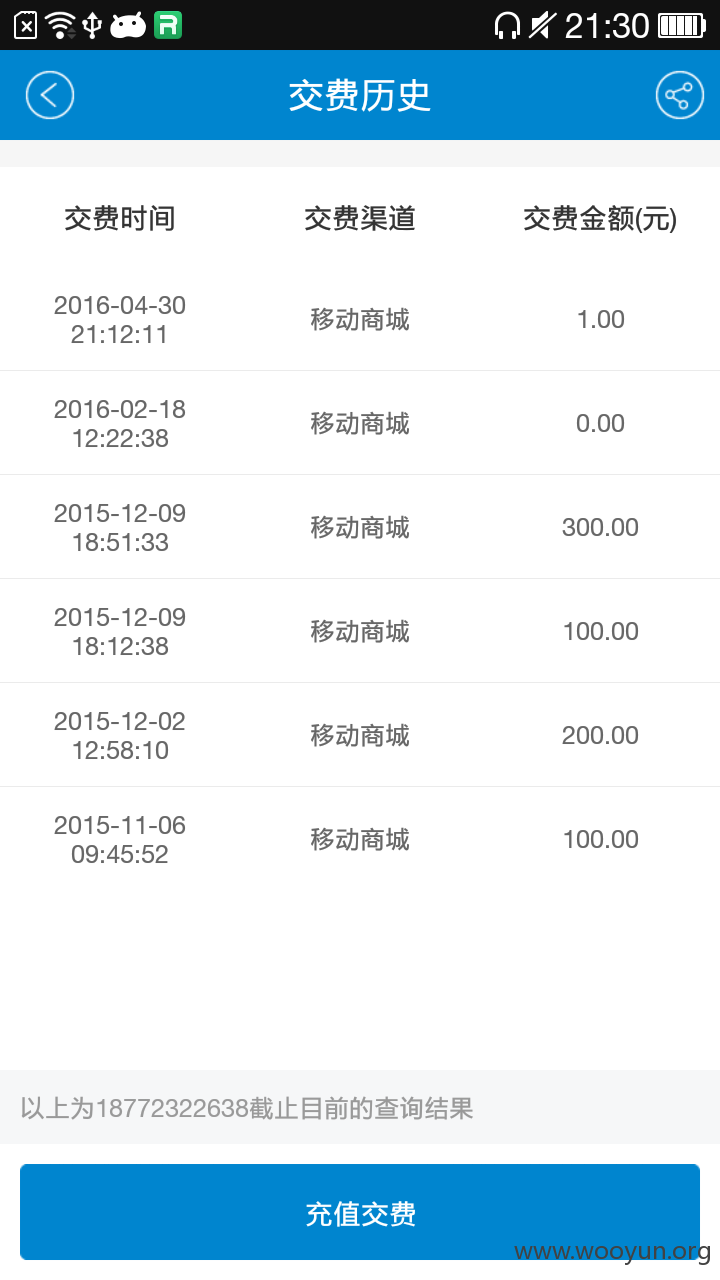 21:30
交费历史
交费时间 交费渠道 交费金额(元)
2016-04-30
21:12:11 移动商城 1.00
2016-02-18
12:22:38 移动商城 0.00
2015-12-09
18:51:33 移动商城 300.00
2015-12-09
18:12:38 移动商城 100.00
2015-12-02
12:58:10 移动商城 200.00
2015-11-06
09:45:52 移动商城 100.00
以上为18772322638截止目前的查询结果
充值交费
www.wooyun.org